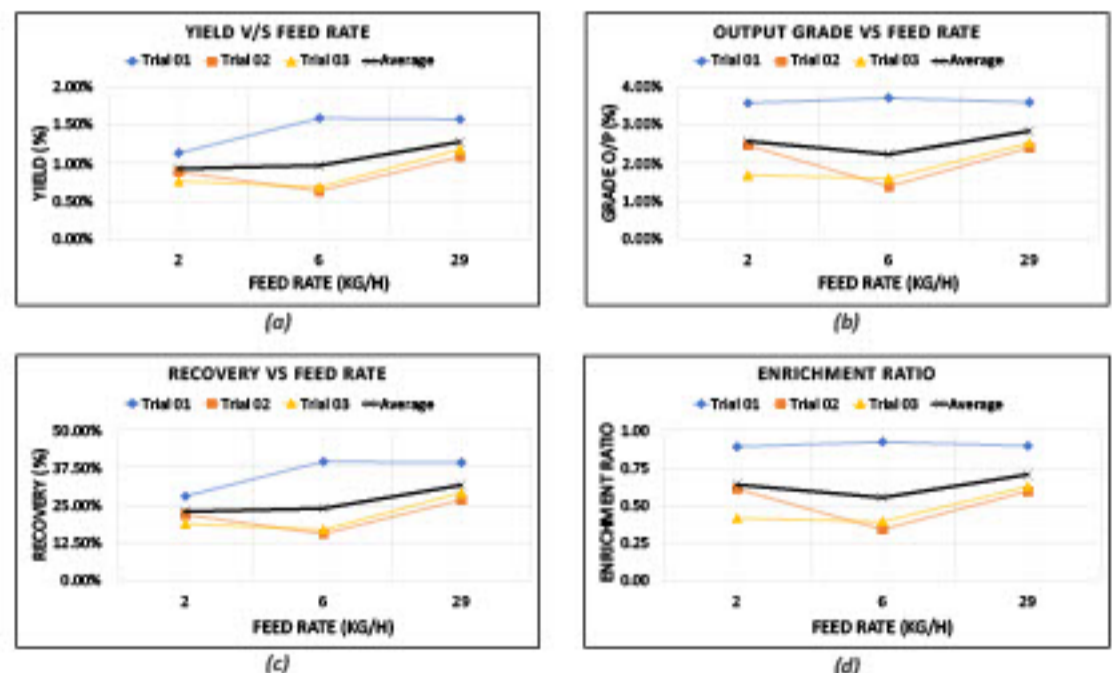 YIELD V/S FEED RATE
Trial 01 Trial 02 Trial 03 Average
2.00%
1.50%
1.00%
0.50%
0.00%
YIELD (%)
2 6 29
FEED RATE (KG/H)
(a)
OUTPUT GRADE VS FEED RATE
Trial 01 Trial 02 Trial 03 Average
4.00%
3.00%
2.00%
1.00%
0.00%
GRADE O/P (%)
2 6 29
FEED RATE (KG/H)
(b)
RECOVERY VS FEED RATE
Trial 01 Trial 02 Trial 03 Average
50.00%
37.50%
25.00%
12.50%
0.00%
RECOVERY (%)
2 6 29
FEED RATE (KG/H)
(c)
ENRICHMENT RATIO
Trial 01 Trial 02 Trial 03 Average
1.00
0.75
0.50
0.25
0.00
ENRICHMENT RATIO
2 6 29
FEED RATE (KG/H)
(d)